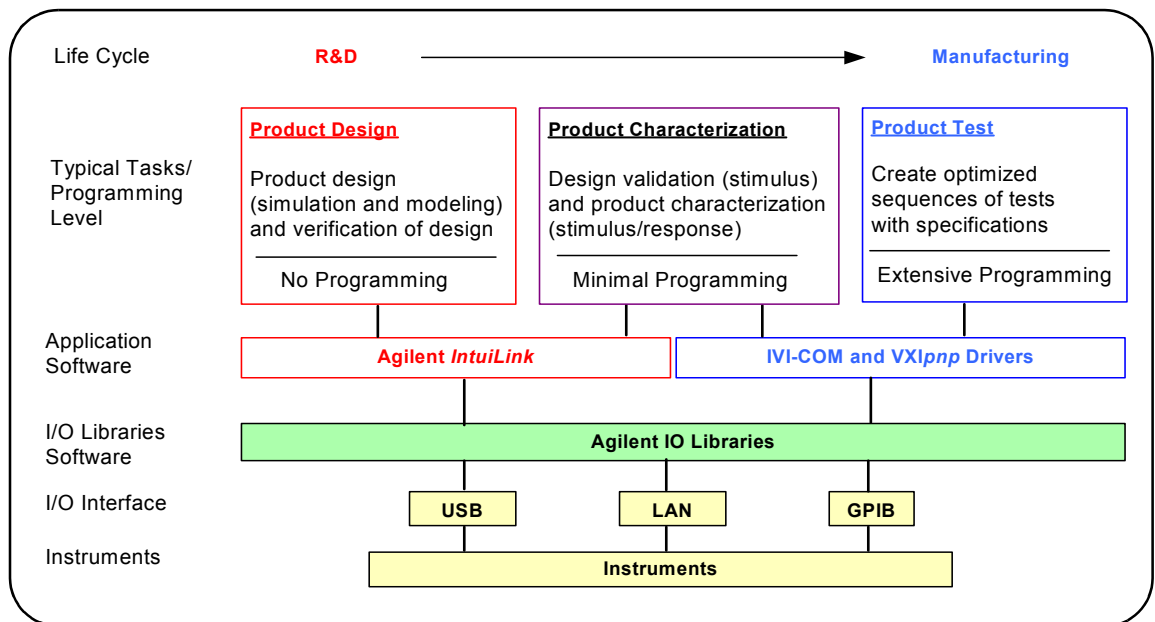 Life Cycle
R&D
Manufacturing
Typical Tasks/
Programming
Level
Product Design
Product design
(simulation and modeling)
and verification of design
No Programming
Product Characterization
Design validation (stimulus)
and product characterization
(stimulus/response)
Minimal Programming
Product Test
Create optimized
sequences of tests
with specifications
Extensive Programming
Application
Software
Agilent IntuiLink
IVI-COM and VXIpnp Drivers
I/O Libraries
Software
Agilent IO Libraries
I/O Interface
USB
LAN
GPIB
Instruments
Instruments